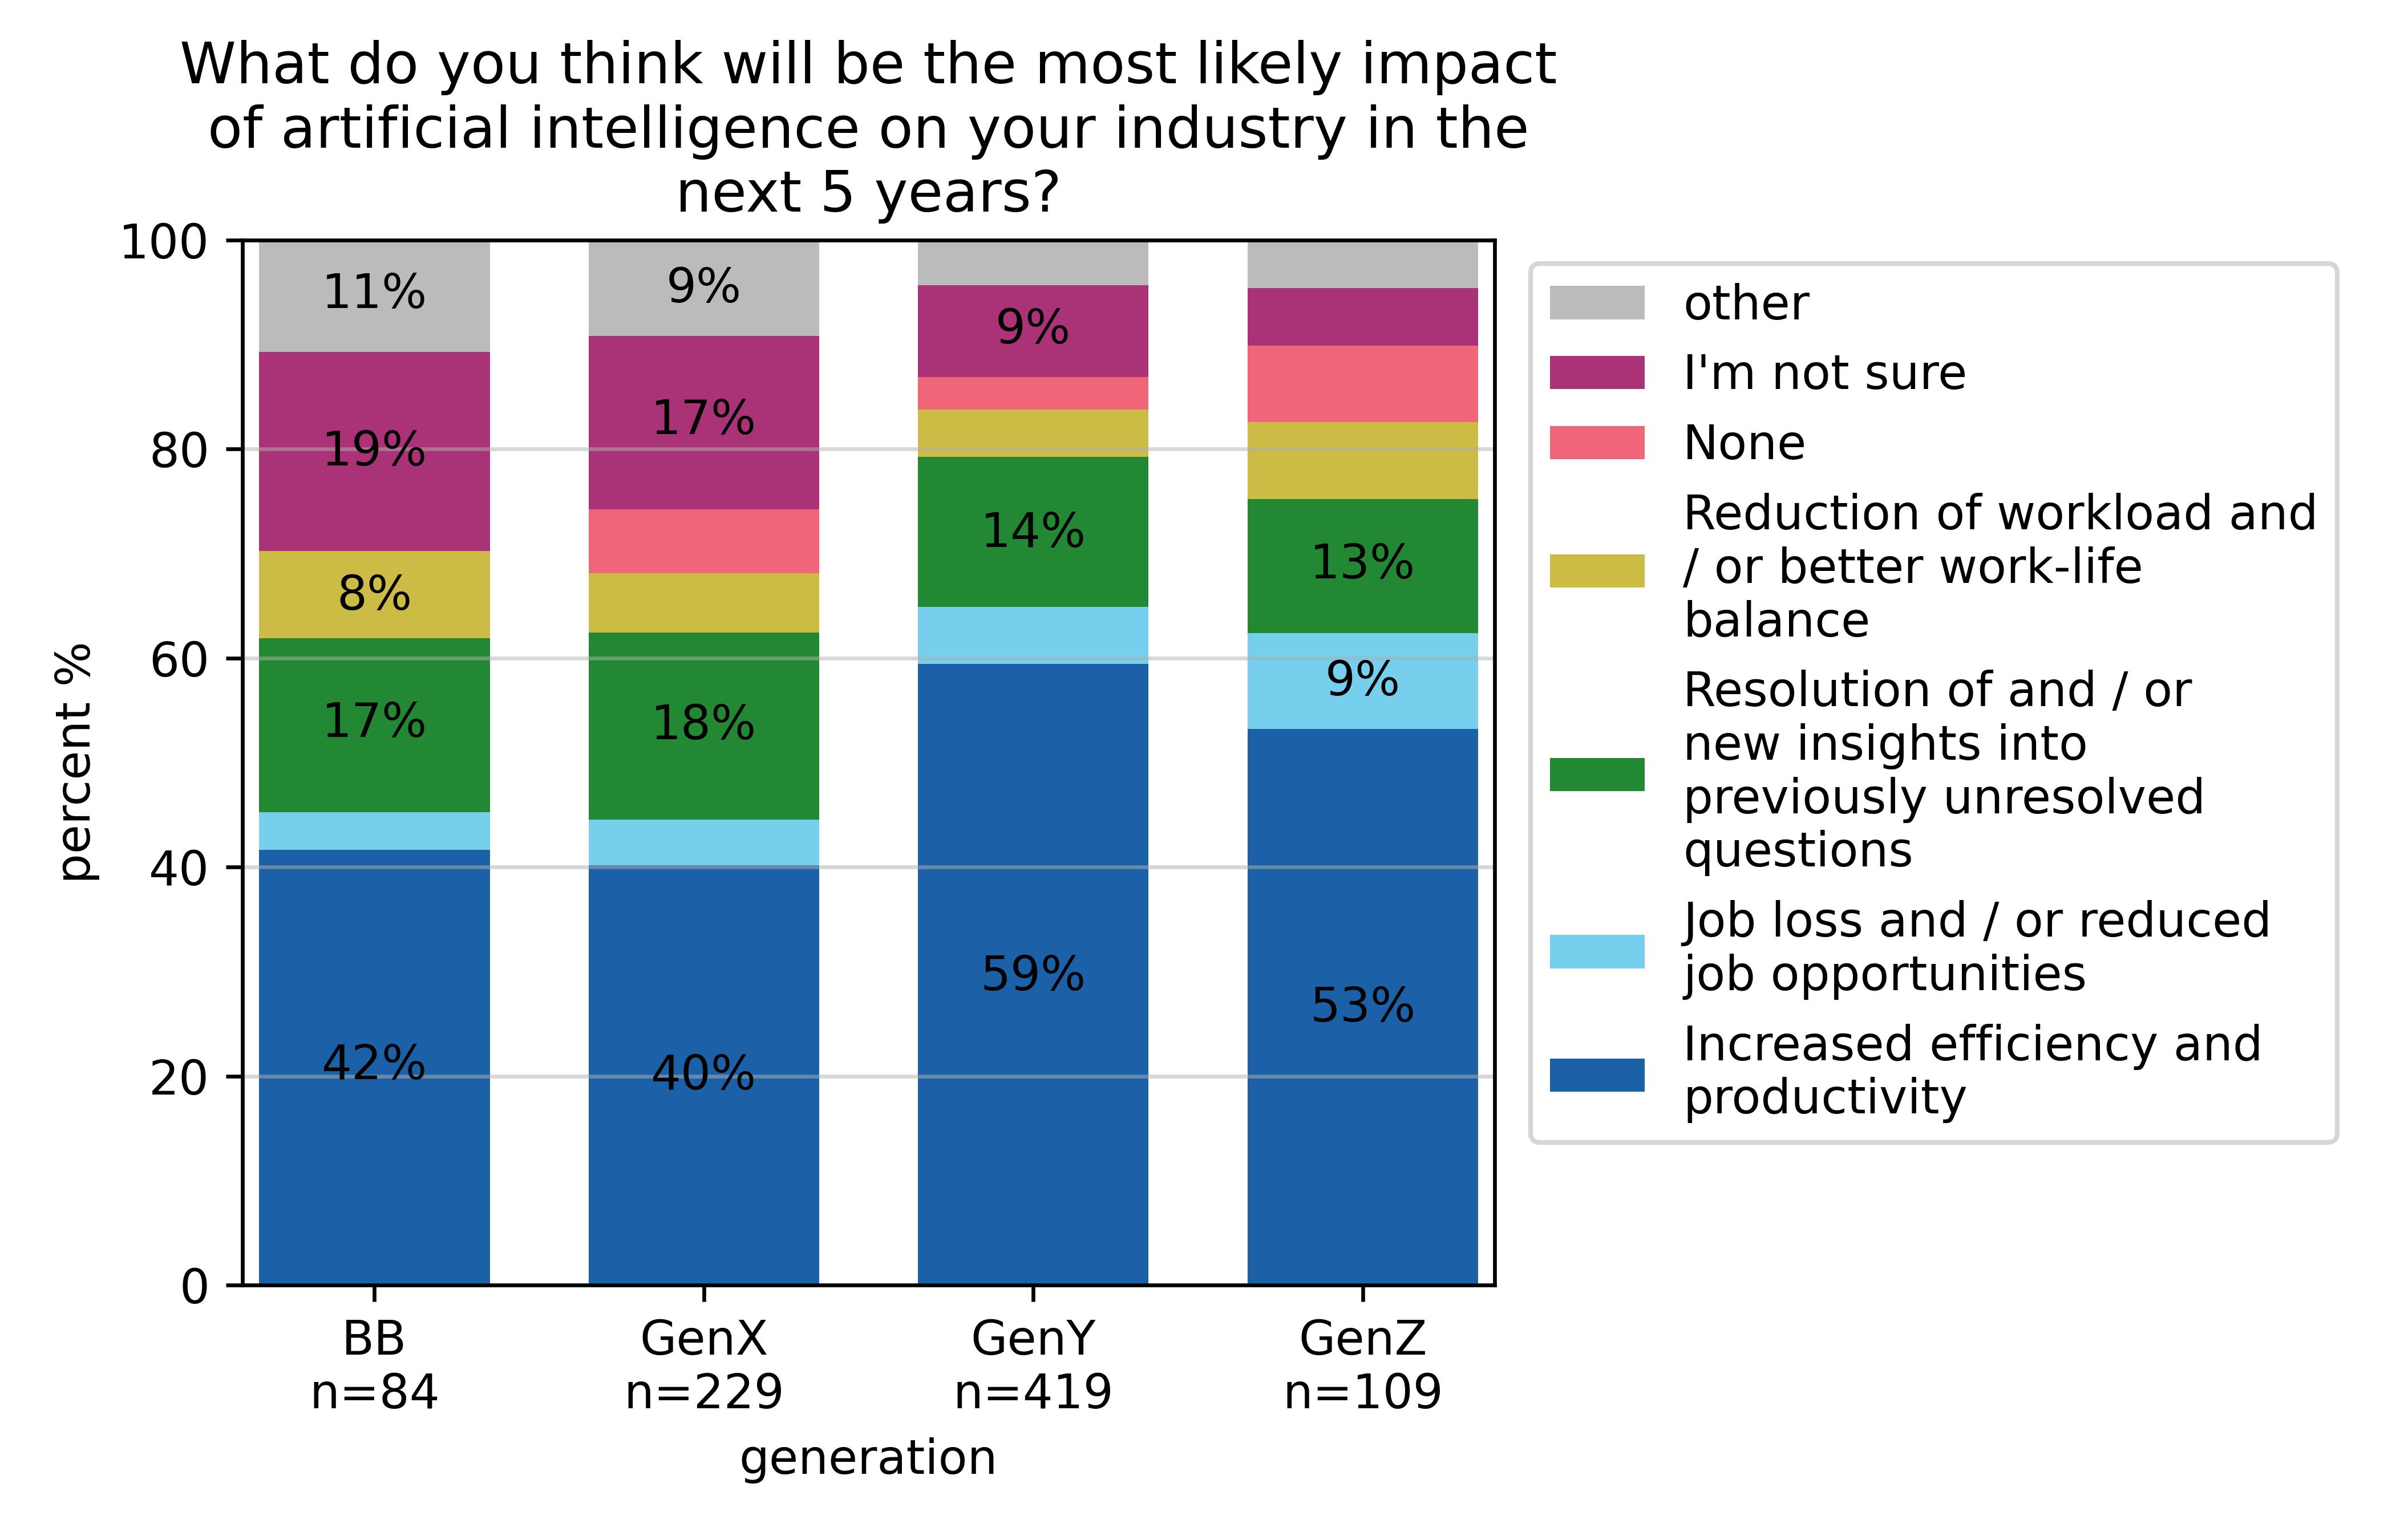 What do you think will be the most likely impact
of artificial intelligence on your industry in the
next 5 years?
percent %
100
80
60
40
20
0
11%
19%
8%
17%
42%
9%
17%
18%
40%
9%
14%
59%
13%
9%
53%
BB
n=84
GenX
n=229
GenY
n=419
GenZ
n=109
generation
other
I'm not sure
None
Reduction of workload and
/ or better work-life
balance
Resolution of and / or
new insights into
previously unresolved
questions
Job loss and / or reduced
job opportunities
Increased efficiency and
productivity